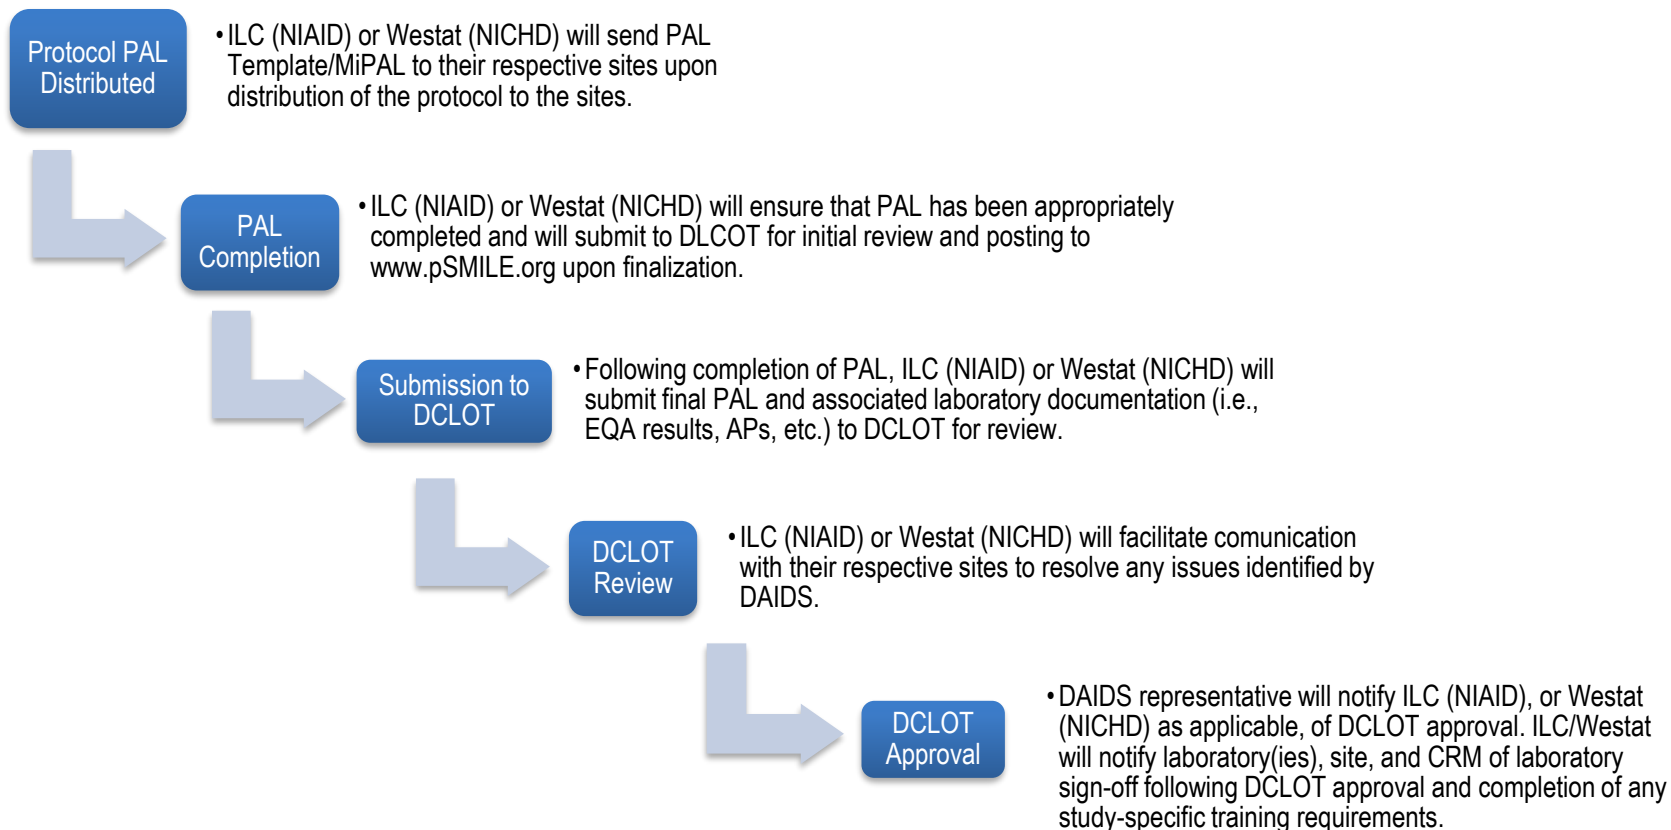 Protocol PAL
Distributed
•ILC (NIAID) or Westat (NICHD) will send PAL
Template/MiPAL to their respective sites upon
distribution of the protocol to the sites.
PAL
Completion
•ILC (NIAID) or Westat (NICHD) will ensure that PAL has been appropriately
completed and will submit to DLCOT for initial review and posting to
www.pSMILE.org upon finalization.
Submission to
DCLOT
•Following completion of PAL, ILC (NIAID) or Westat (NICHD) will
submit final PAL and associated laboratory documentation (i.e.,
EQA results, APs, etc.) to DCLOT for review.
DCLOT
Review
•ILC (NIAID) or Westat (NICHD) will facilitate comunication
with their respective sites to resolve any issues identified by
DAIDS.
DCLOT
Approval
•DAIDS representative will notify ILC (NIAID), or Westat
(NICHD) as applicable, of DCLOT approval. ILC/Westat
will notify laboratory(ies), site, and CRM of laboratory
sign-off following DCLOT approval and completion of any
study-specific training requirements.